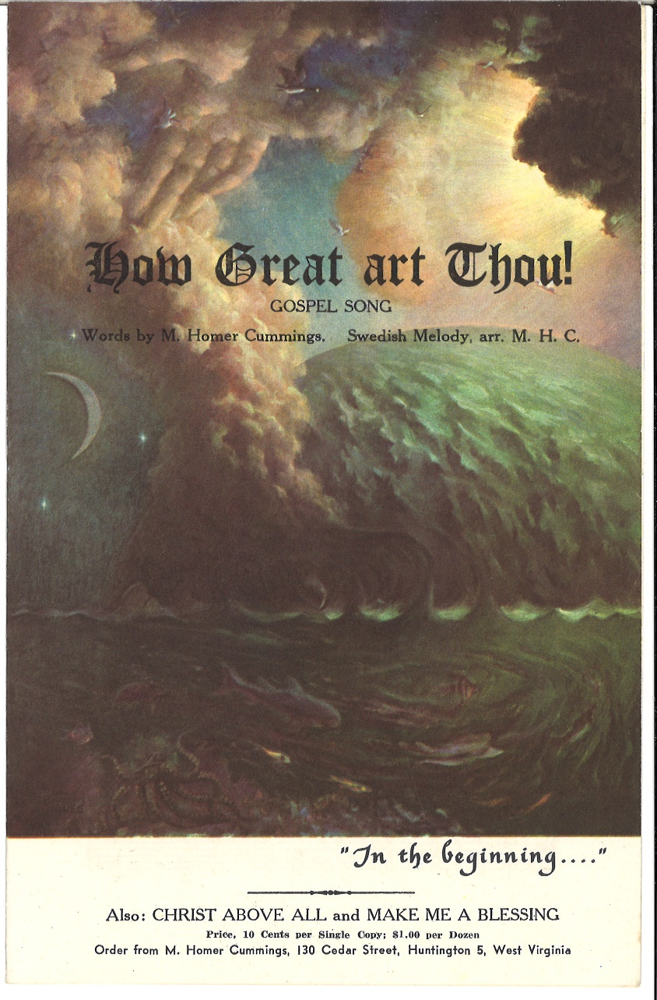 How Great art Thou!
GOSPEL SONG
Words by M. Homer Cummings. Swedish Melody, arr. M. H. C.
"In the beginning...."
Also: CHRIST ABOVE ALL and MAKE ME A BLESSING
Price, 10 Cents per Single Copy; $1.00 per Dozen
Order from M. Homer Cummings, 130 Cedar Street, Huntington 5, West Virginia